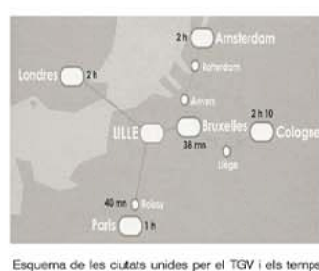 2 h Amsterdam
Rotterdam
Londres 2 h
Anvers
2 h 10
LILLE Bruxelles Cologne
38 mn
Liège
40 mn Roissy
Paris 1 h
Esquema de les ciutats unides per el TGV i els temps